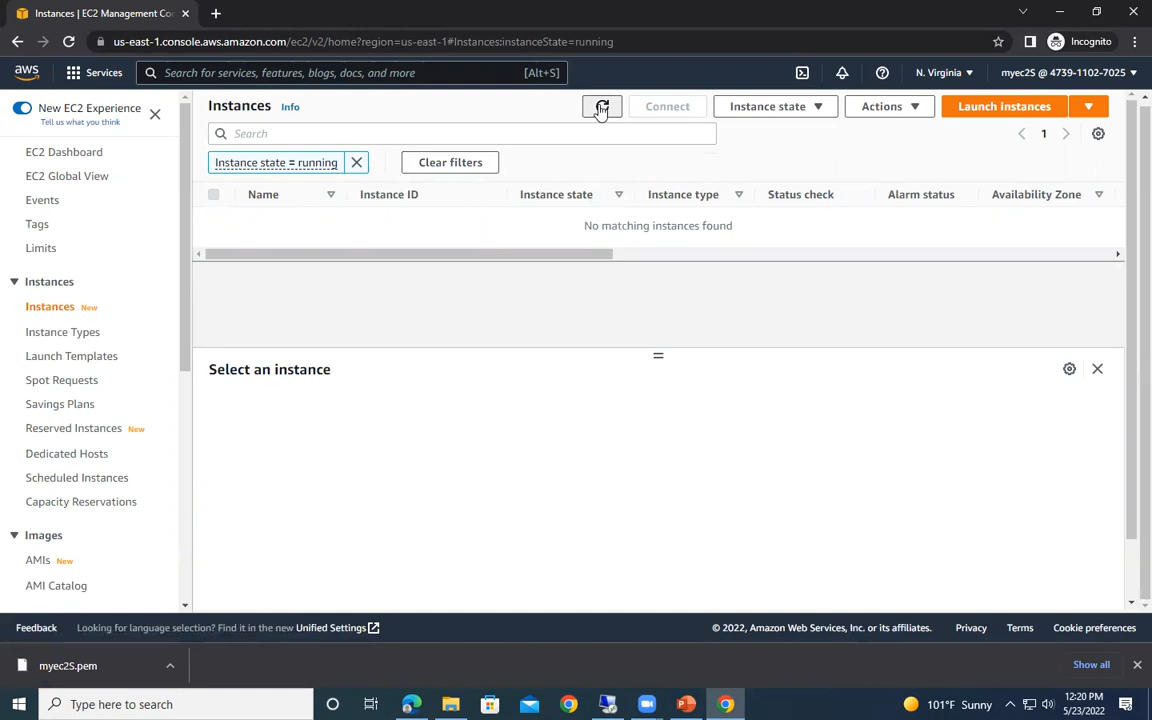 Instances | EC2 Management Co
us-east-1.console.aws.amazon.com/ec2/v2/home?region=us-east-1#Instances:instanceState=running
Incognito
aws
Services
Search for services, features, blogs, docs, and more
[Alt+S]
N. Virginia
myec2S @ 4739-1102-7025
New EC2 Experience
Tell us what you think
Instances Info
Connect
Instance state
Actions
Launch instances
Search
1
Instance state = running
Clear filters
Name
Instance ID
Instance state
Instance type
Status check
Alarm status
Availability Zone
No matching instances found
Select an instance
EC2 Dashboard
EC2 Global View
Events
Tags
Limits
Instances
Instances New
Instance Types
Launch Templates
Spot Requests
Savings Plans
Reserved Instances New
Dedicated Hosts
Scheduled Instances
Capacity Reservations
Images
AMIs New
AMI Catalog
Feedback
Looking for language selection? Find it in the new Unified Settings
© 2022, Amazon Web Services, Inc. or its affiliates.
Privacy
Terms
Cookie preferences
myec2S.pem
Show all
Type here to search
101°F Sunny
12:20 PM
5/23/2022